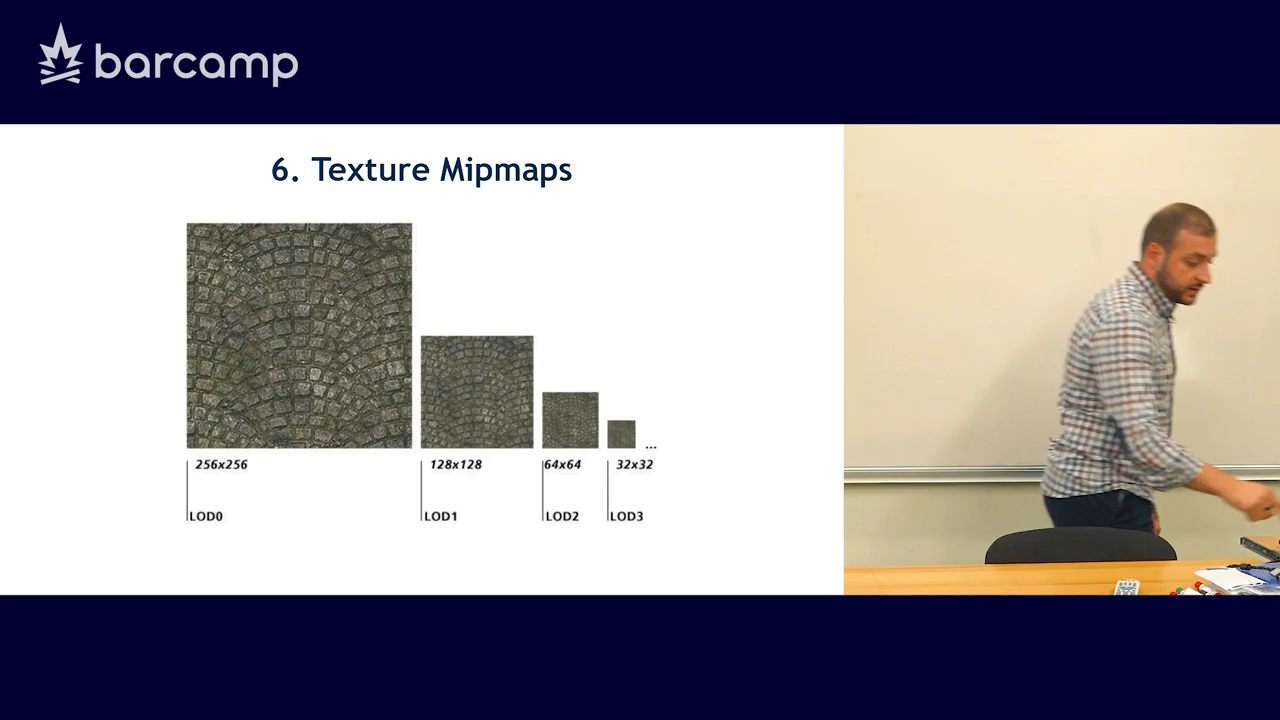 barcamp
6. Texture Mipmaps
...
256x256
128x128
64x64
32x32
LOD0
LOD1
LOD2
LOD3